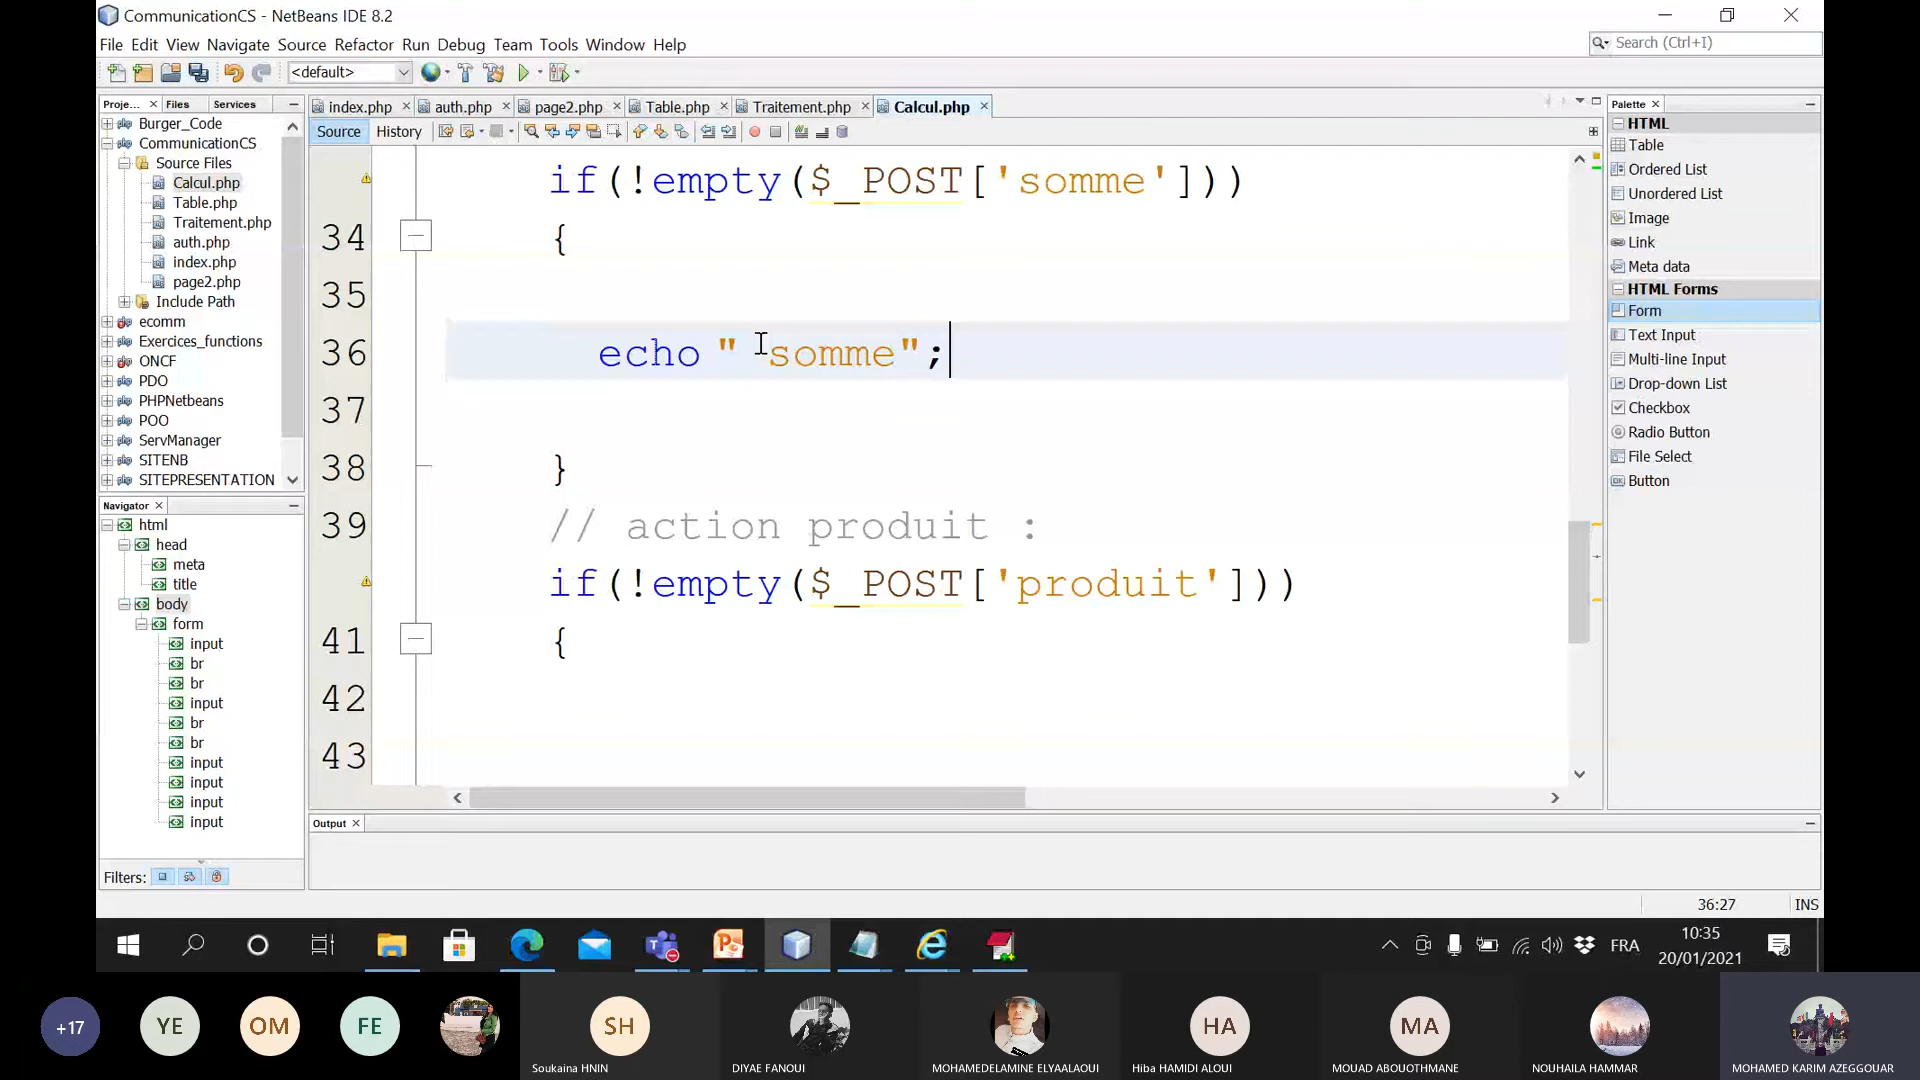 CommunicationCS - NetBeans IDE 8.2
File Edit View Navigate Source Refactor Run Debug Team Tools Window Help
Search (Ctrl+I)
<default>
Proje... Files Services
index.php auth.php page2.php Table.php Traitement.php Calcul.php
Source History
Burger_Code
CommunicationCS
Source Files
Calcul.php
Table.php
Traitement.php
auth.php
index.php
page2.php
Include Path
ecomm
Exercices_functions
ONCF
PDO
PHPNetbeans
POO
ServManager
SITENB
SITEPRESENTATION
Navigator
html
head
meta
title
body
form
input
br
br
input
br
br
input
input
input
input
Filters:
if(!empty($_POST['somme']))
34 {
35
36 echo " somme";
37
38 }
39 // action produit :
if(!empty($_POST['produit']))
41 {
42
43
Palette
HTML
Table
Ordered List
Unordered List
Image
Link
Meta data
HTML Forms
Form
Text Input
Multi-line Input
Drop-down List
Checkbox
Radio Button
File Select
Button
Output
36:27 INS
FRA
10:35
20/01/2021
+17
YE
OM
FE
SH
HA
MA
Soukaina HNIN
DIYAE FANOUI
MOHAMEDELAMINE ELYAALAOUI
Hiba HAMIDI ALOUI
MOUAD ABOUOTHMANE
NOUHAILA HAMMAR
MOHAMED KARIM AZEGGOUAR